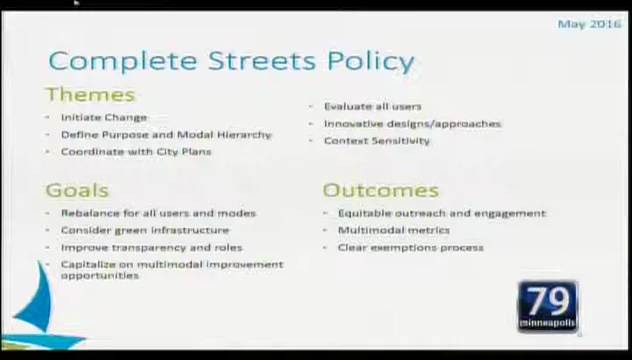 May 2016
Complete Streets Policy
Themes
- Initiate Change
- Define Purpose and Modal Hierarchy
- Coordinate with City Plans
- Evaluate all users
- Innovative designs/approaches
- Context Sensitivity
Goals
- Rebalance for all users and modes
- Consider green infrastructure
- Improve transparency and roles
- Capitalize on multimodal improvement
opportunities
Outcomes
- Equitable outreach and engagement
- Multimodal metrics
- Clear exemptions process
79
minneapolis